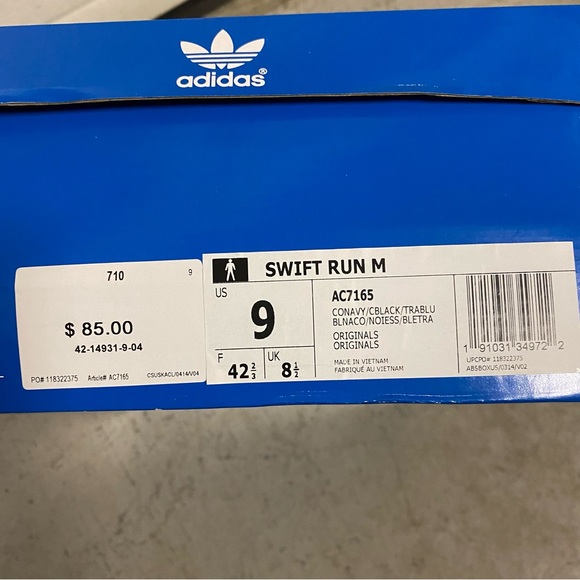 adidas®
710
9
$ 85.00
42-14931-9-04
PO# 118322375 Article# AC7165 CSUSKACL/0414/V04
SWIFT RUN M
US
9
F
42 2/3
UK
8 1/2
AC7165
CONAVY/CBLACK/TRABLU
BLNACO/NOIESS/BLETRA
ORIGINALS
ORIGINALS
MADE IN VIETNAM
FABRIQUÉ AU VIETNAM
1 91031 34972 2
UPCPO# 118322375
ABSBOXUS/0314/V02